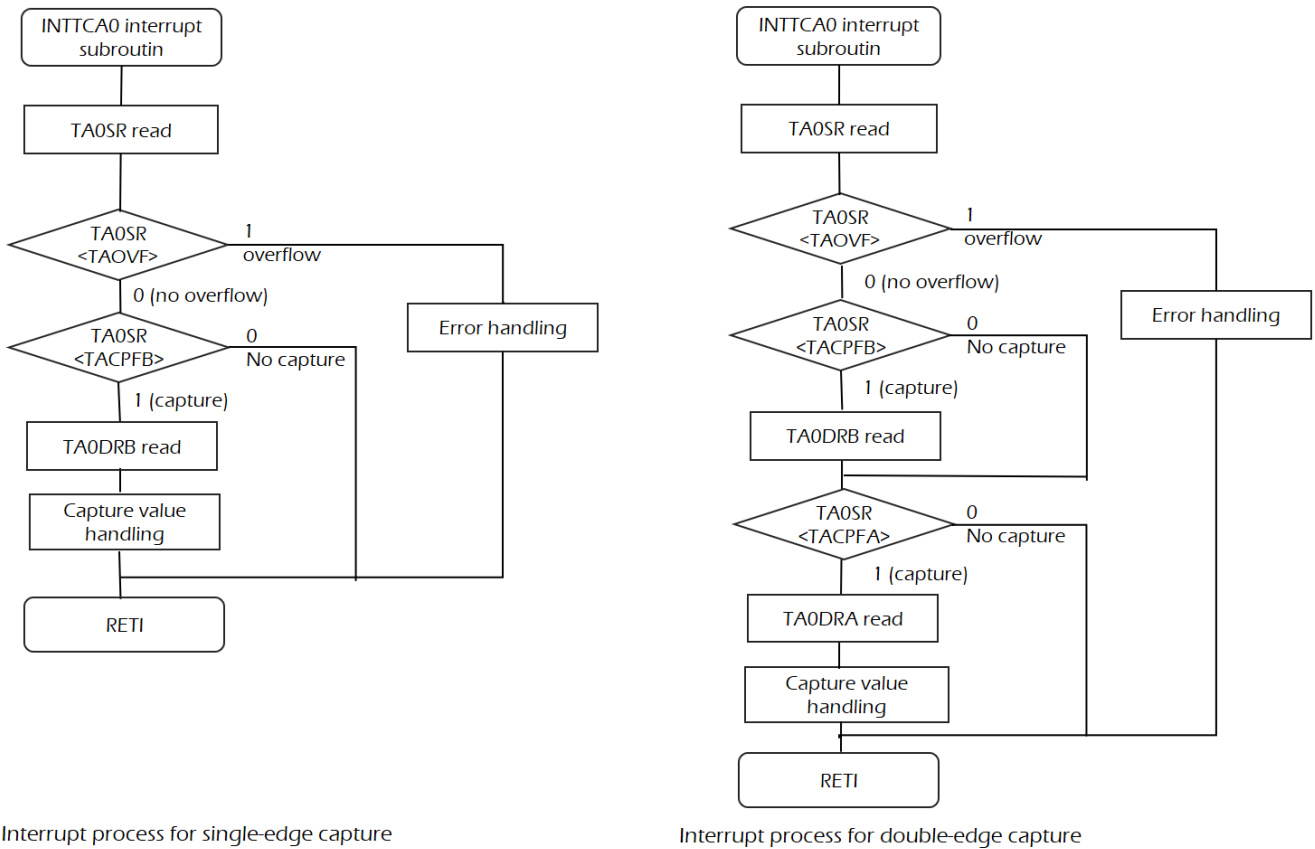 INTTCA0 interrupt
subroutin
TA0SR read
TA0SR
<TAOVF>
1
overflow
0 (no overflow)
Error handling
TA0SR
<TACPFB>
0
No capture
1 (capture)
TA0DRB read
Capture value
handling
RETI
Interrupt process for single-edge capture
INTTCA0 interrupt
subroutin
TA0SR read
TA0SR
<TAOVF>
1
overflow
0 (no overflow)
Error handling
TA0SR
<TACPFB>
0
No capture
1 (capture)
TA0DRB read
TA0SR
<TACPFA>
0
No capture
1 (capture)
TA0DRA read
Capture value
handling
RETI
Interrupt process for double-edge capture